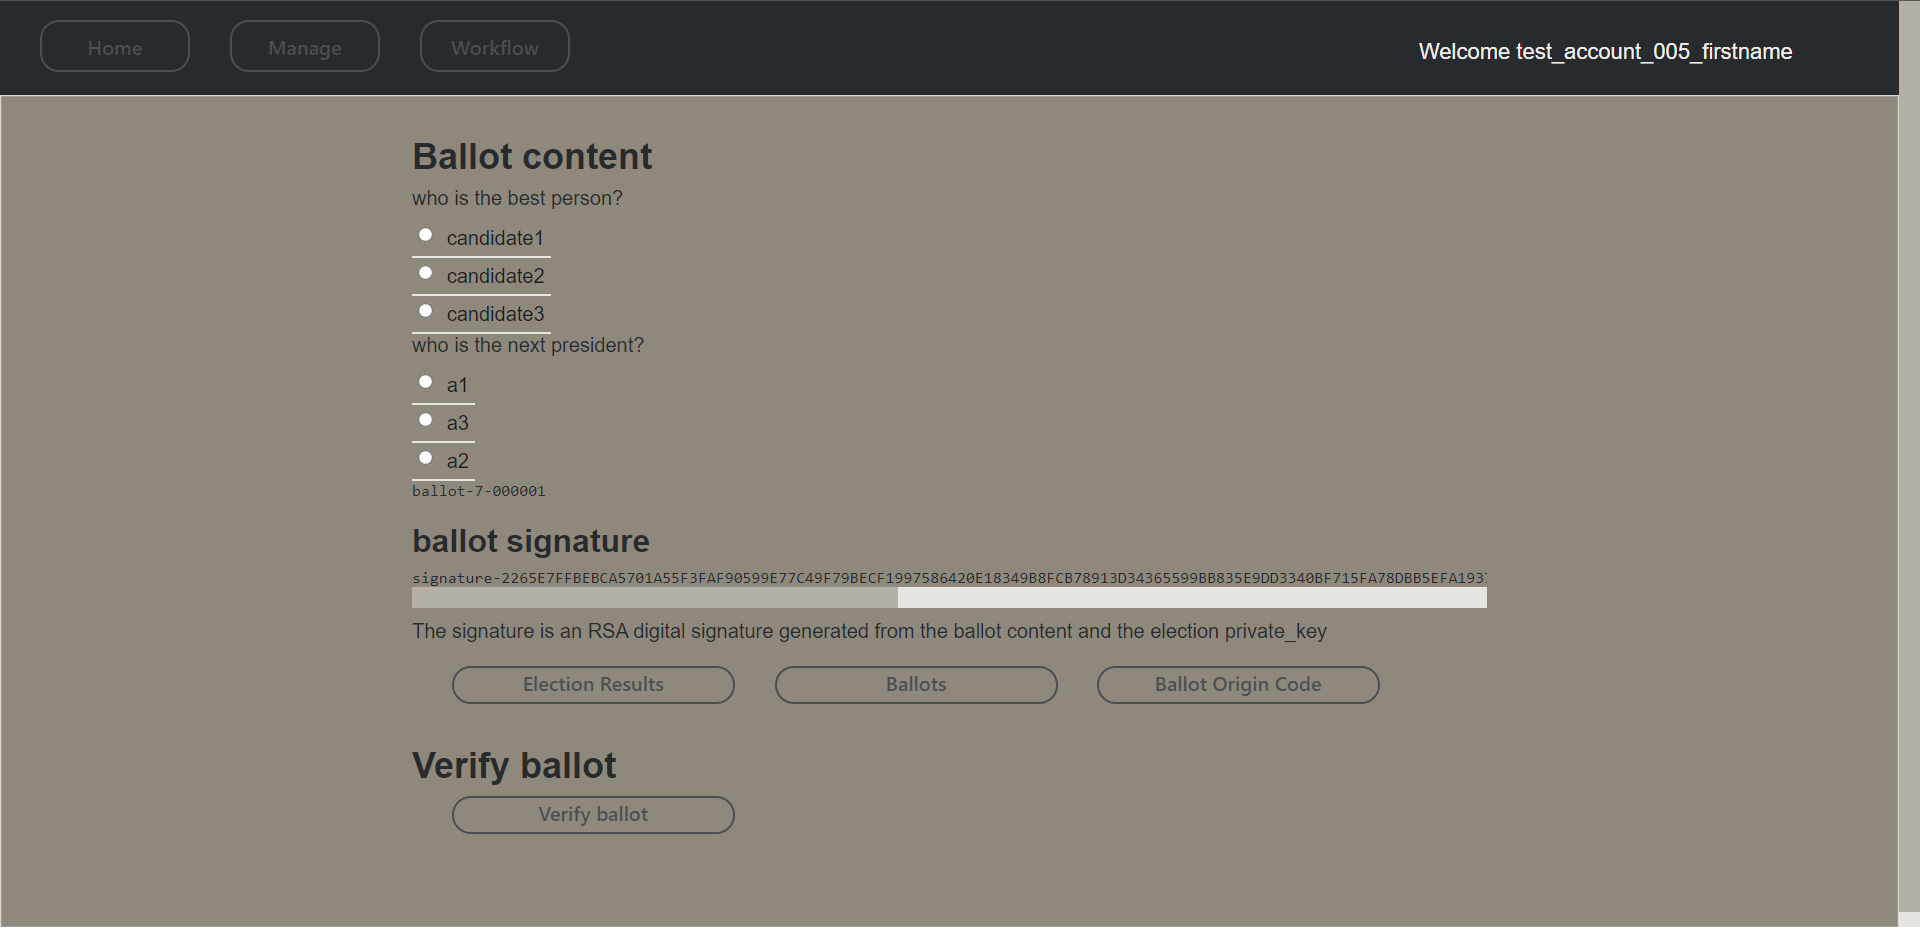 Home Manage Workflow Welcome test_account_005_firstname
Ballot content
who is the best person?
candidate1
candidate2
candidate3
who is the next president?
a1
a3
a2
ballot-7-000001
ballot signature
signature-2265E7FFBEBCA5701A55F3FAF90599E77C49F79BECF1997586420E18349B8FCB78913D34365599BB835E9DD3340BF715FA78DBB5EFA193
The signature is an RSA digital signature generated from the ballot content and the election private_key
Election Results Ballots Ballot Origin Code
Verify ballot
Verify ballot